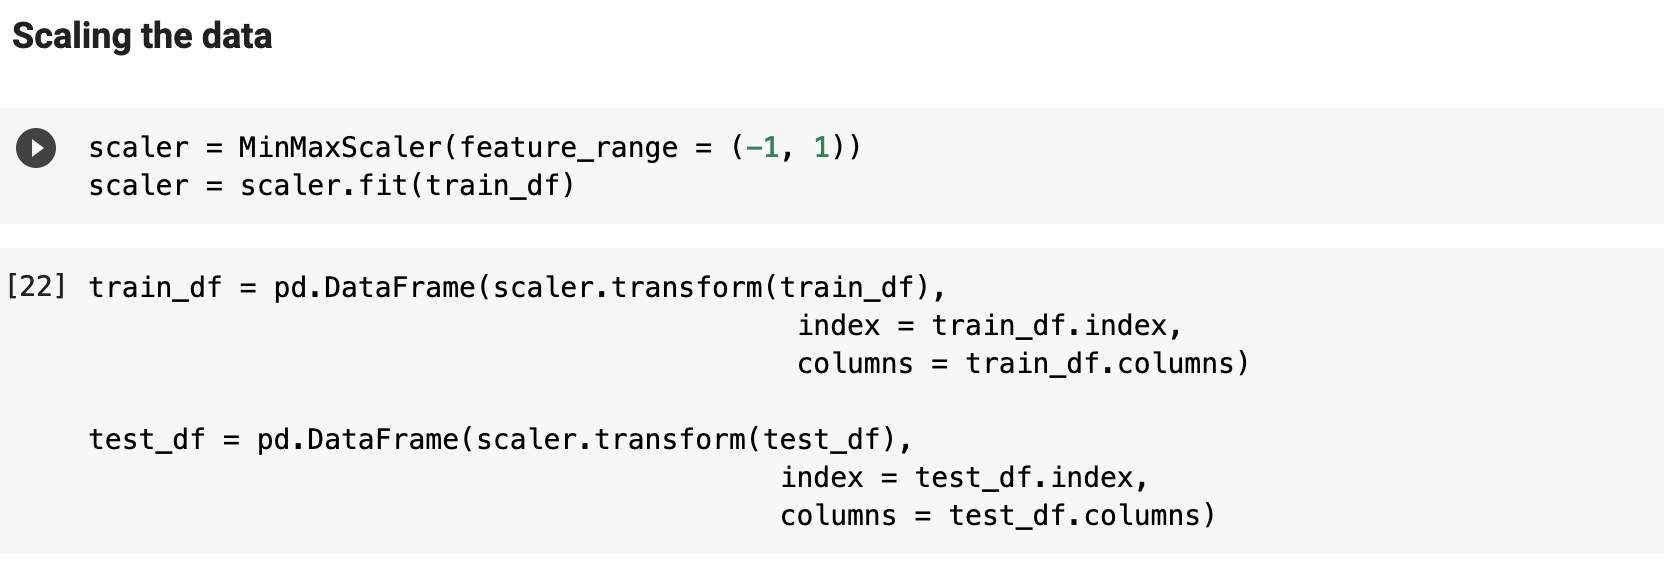 Scaling the data
scaler = MinMaxScaler(feature_range = (-1, 1))
scaler = scaler.fit(train_df)
[22] train_df = pd.DataFrame(scaler.transform(train_df),
index = train_df.index,
columns = train_df.columns)
test_df = pd.DataFrame(scaler.transform(test_df),
index = test_df.index,
columns = test_df.columns)